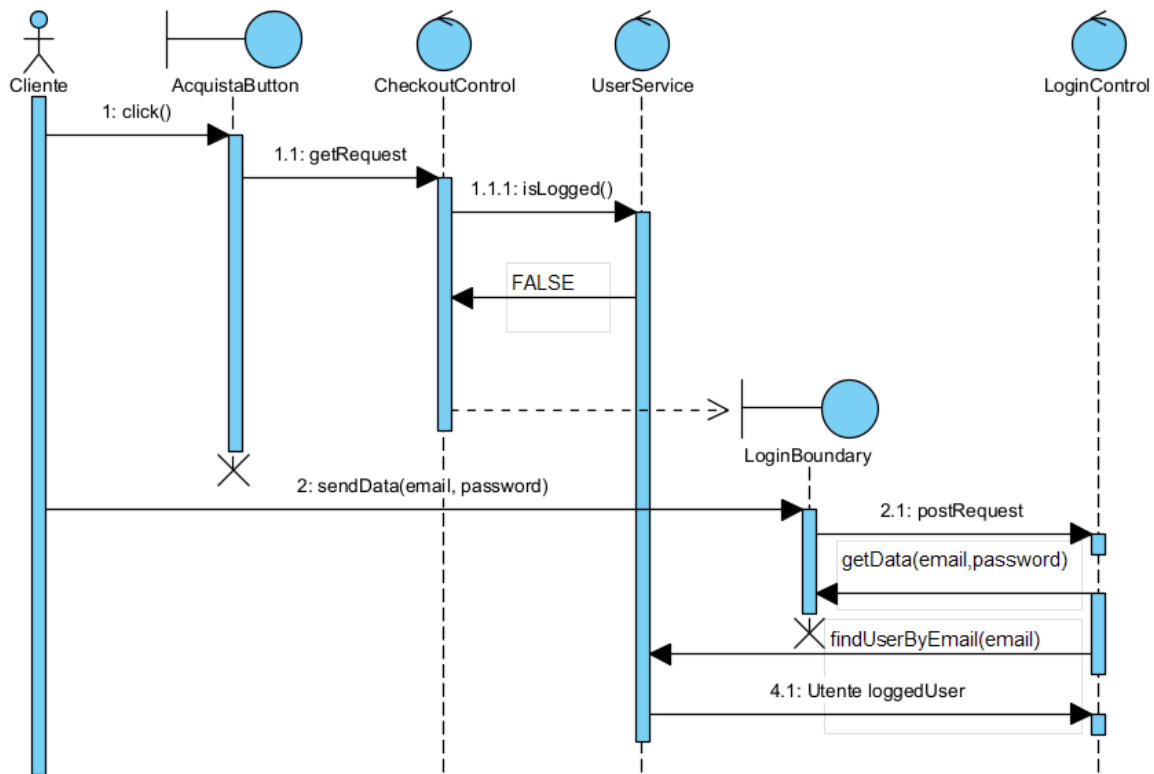 Cliente
AcquistaButton
CheckoutControl
UserService
LoginControl
1: click()
1.1: getRequest
1.1.1: isLogged()
FALSE
LoginBoundary
2: sendData(email, password)
2.1: postRequest
getData(email,password)
findUserByEmail(email)
4.1: Utente loggedUser